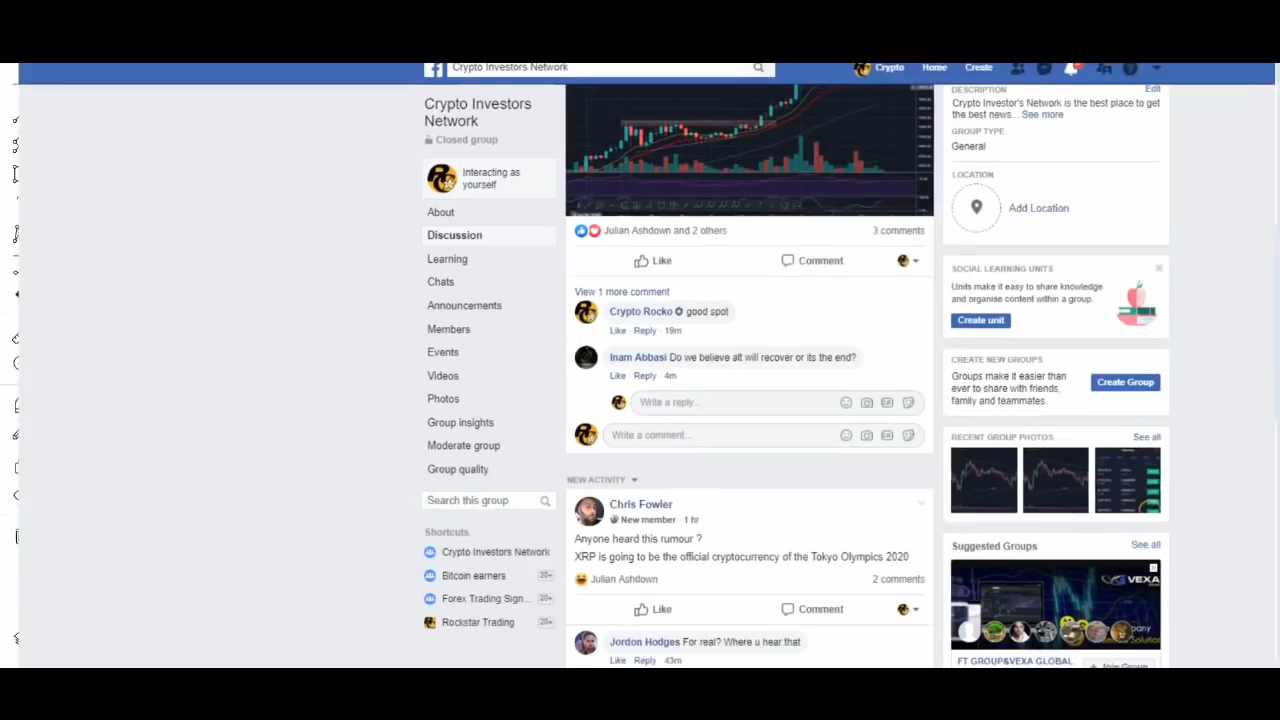 Crypto Investors Network
Crypto
Home
Create
Crypto Investors
Network
Closed group
Interacting as
yourself
About
Discussion
Learning
Chats
Announcements
Members
Events
Videos
Photos
Group insights
Moderate group
Group quality
Search this group
Shortcuts
Crypto Investors Network
Bitcoin earners 20+
Forex Trading Sign... 20+
Rockstar Trading 20+
Julian Ashdown and 2 others 3 comments
Like Comment
View 1 more comment
Crypto Rocko good spot
Like · Reply · 19m
Inam Abbasi Do we believe alt will recover or its the end?
Like · Reply · 4m
Write a reply...
Write a comment...
NEW ACTIVITY
Chris Fowler
New member · 1 hr
Anyone heard this rumour ?
XRP is going to be the official cryptocurrency of the Tokyo Olympics 2020
Julian Ashdown 2 comments
Like Comment
Jordon Hodges For real? Where u hear that
Like · Reply · 43m
DESCRIPTION Edit
Crypto Investor's Network is the best place to get
the best news... See more
GROUP TYPE
General
LOCATION
Add Location
SOCIAL LEARNING UNITS
Units make it easy to share knowledge
and organise content within a group.
Create unit
CREATE NEW GROUPS
Groups make it easier than
ever to share with friends,
family and teammates.
Create Group
RECENT GROUP PHOTOS See all
Suggested Groups See all
VEXA
FT GROUP&VEXA GLOBAL